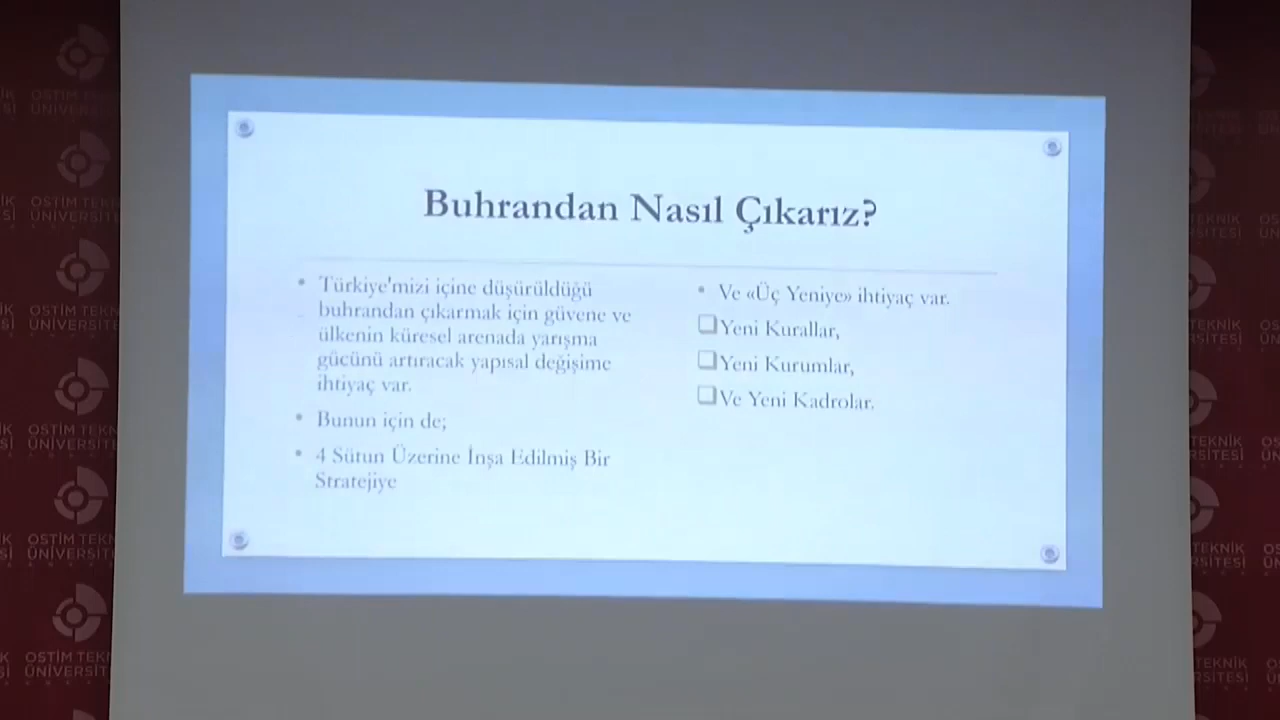 Buhrandan Nasıl Çıkarız?
• Türkiye'mizi içine düşürüldüğü
buhrandan çıkarmak için güvene ve
ülkenin küresel arenada yarışma
gücünü artıracak yapısal değişime
ihtiyaç var.
• Bunun için de;
• 4 Sütun Üzerine İnşa Edilmiş Bir
Stratejiye
• Ve «Üç Yeniye» ihtiyaç var.
❑Yeni Kurallar,
❑Yeni Kurumlar,
❑Ve Yeni Kadrolar.
OSTİM TEKNİK
ÜNİVERSİTESİ